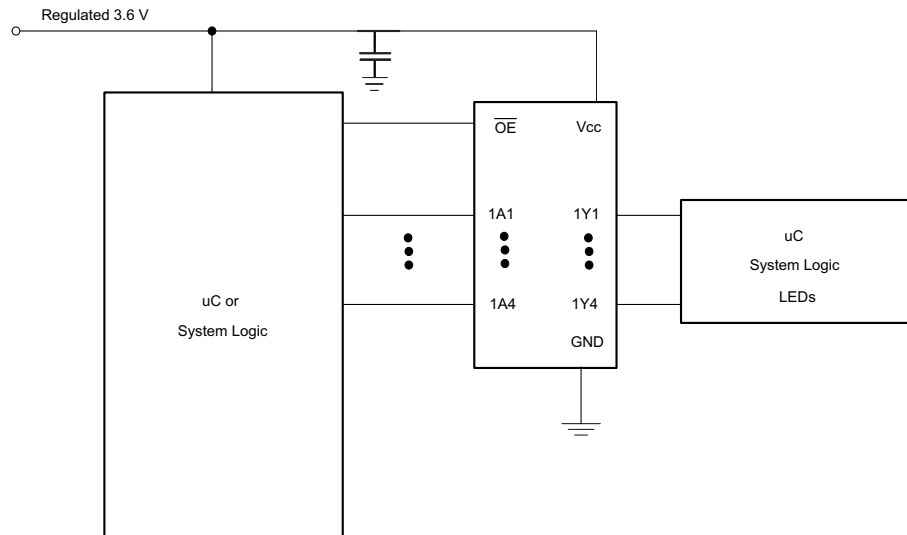 Regulated 3.6 V
OE Vcc
1A1 1Y1
uC
System Logic
LEDs
uC or
System Logic
1A4 1Y4
GND